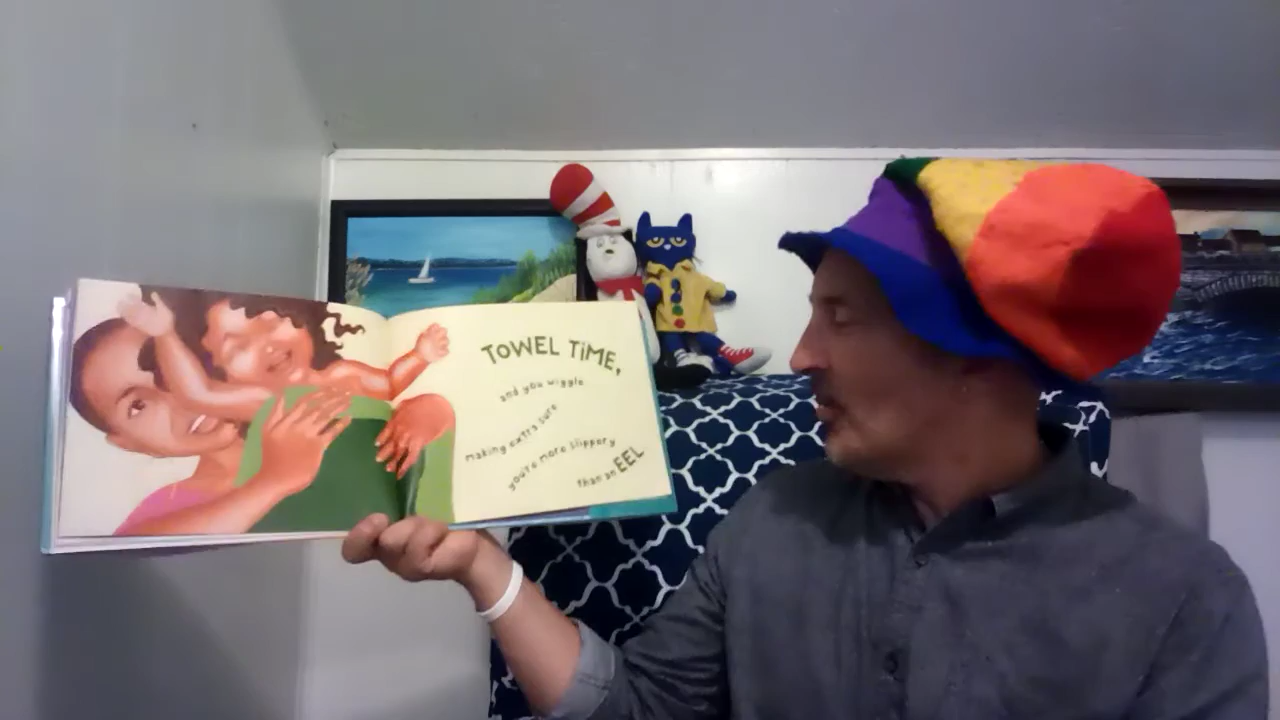 TOWEL TIME,
and you wiggle
making extra sure
you're more slippery
than an EEL